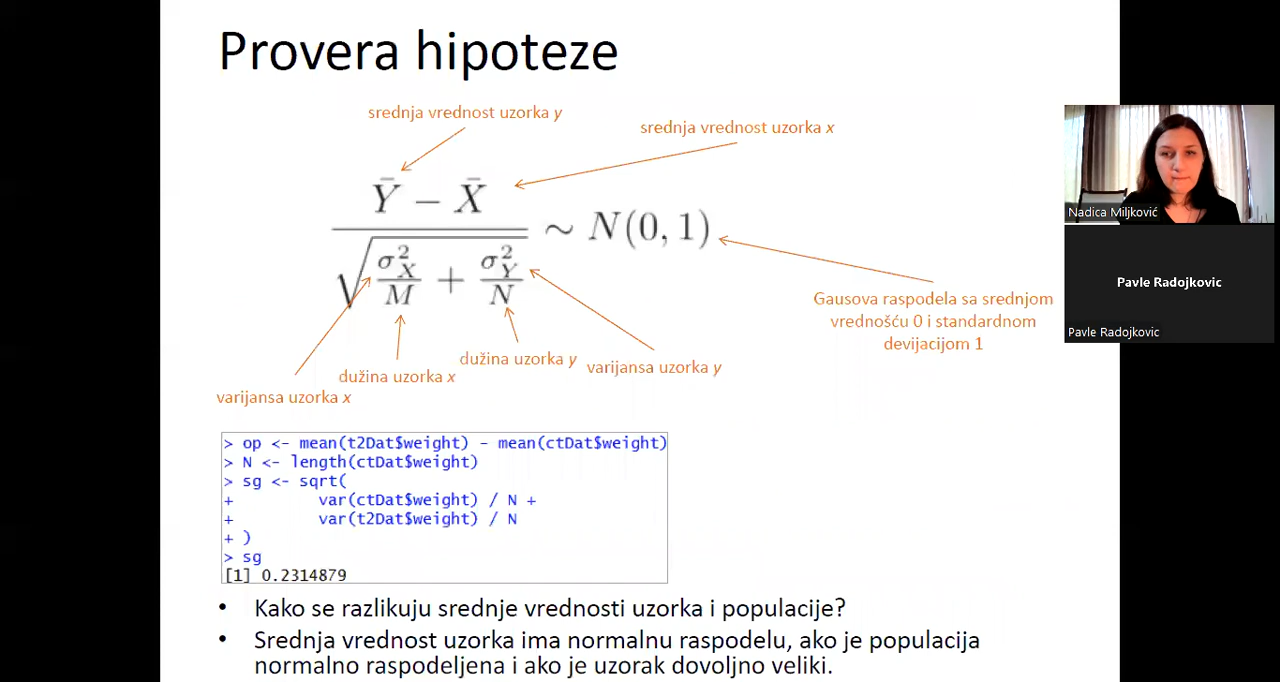 Provera hipoteze
srednja vrednost uzorka y
srednja vrednost uzorka x
Ȳ − X̄
σ²X σ²Y
√ + ∼ N(0, 1)
M N
Gausova raspodela sa srednjom
vrednošću 0 i standardnom
devijacijom 1
dužina uzorka y
varijansa uzorka y
dužina uzorka x
varijansa uzorka x
> op <- mean(t2Dat$weight) - mean(ctDat$weight)
> N <- length(ctDat$weight)
> sg <- sqrt(
+ var(ctDat$weight) / N +
+ var(t2Dat$weight) / N
+ )
> sg
[1] 0.2314879
• Kako se razlikuju srednje vrednosti uzorka i populacije?
• Srednja vrednost uzorka ima normalnu raspodelu, ako je populacija
normalno raspodeljena i ako je uzorak dovoljno veliki.
Nadica Miljković
Pavle Radojkovic
Pavle Radojkovic